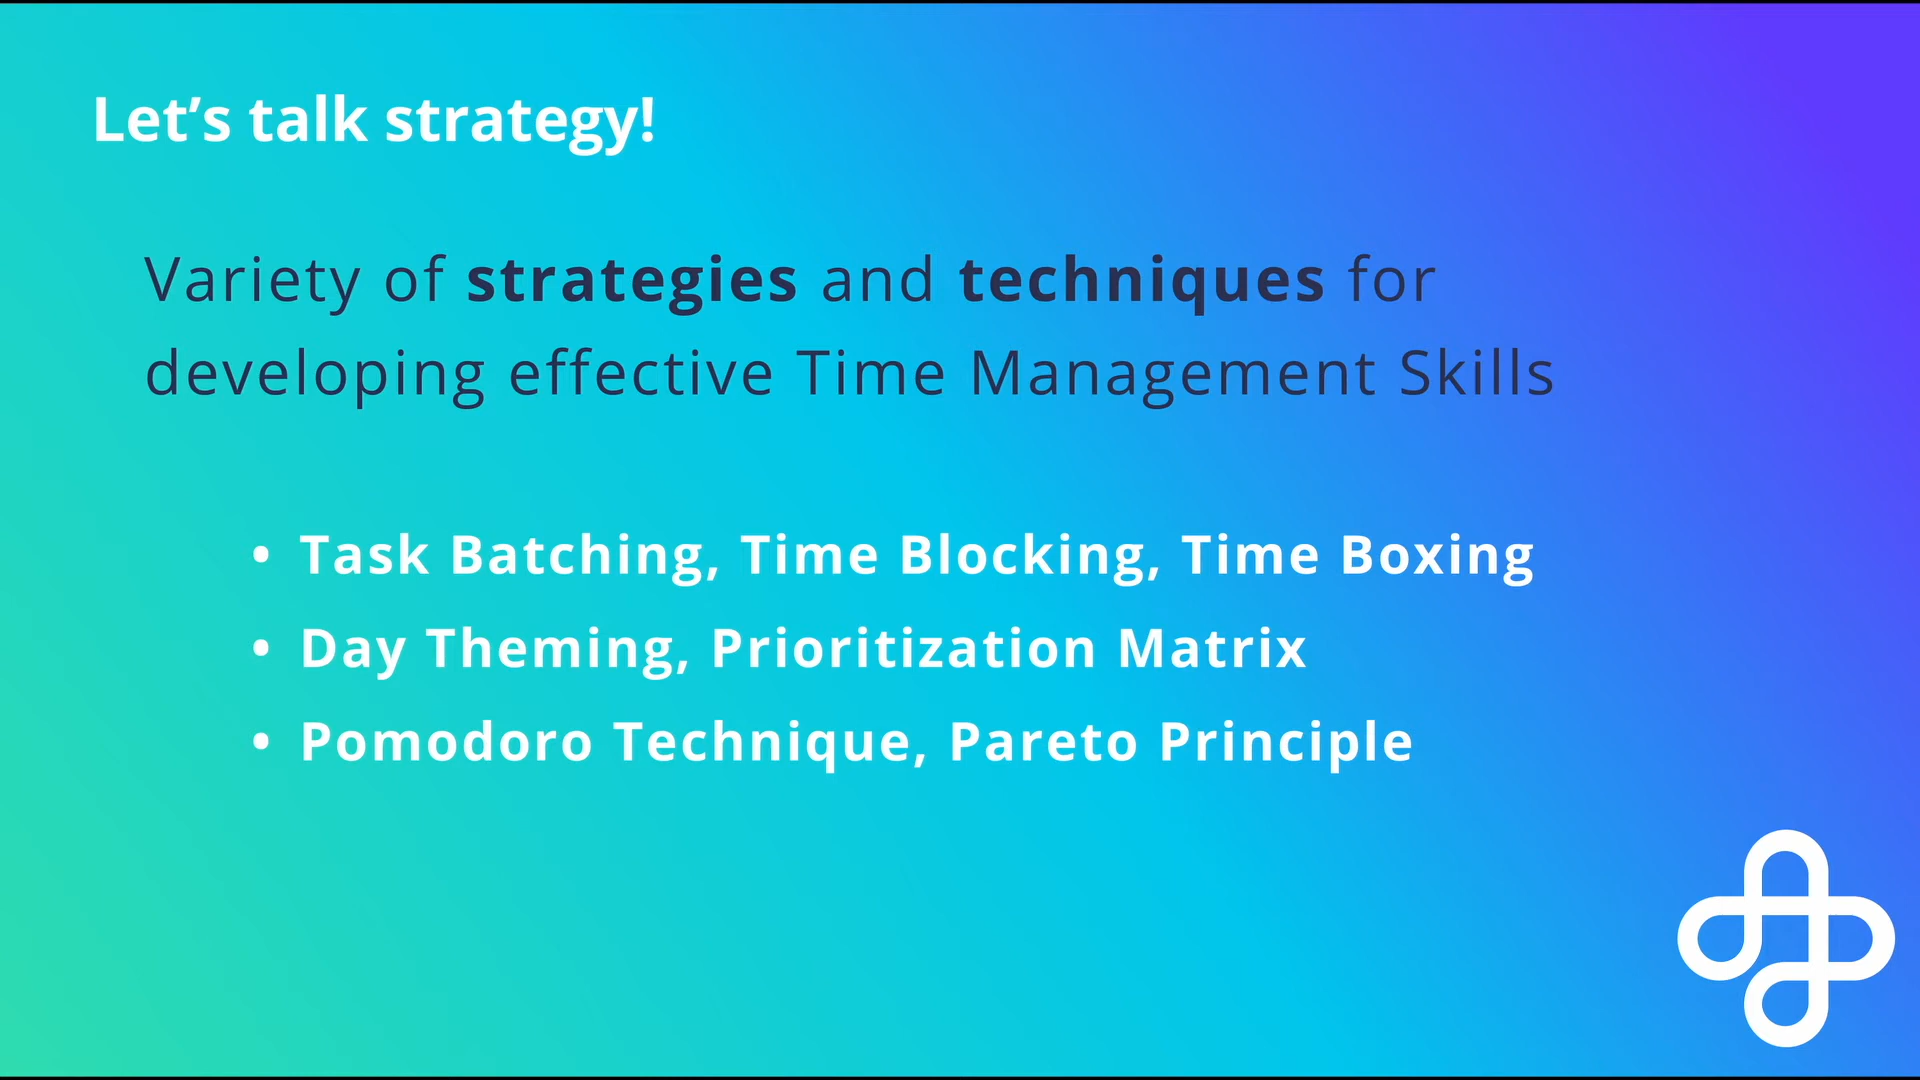 Let’s talk strategy!
Variety of strategies and techniques for
developing effective Time Management Skills
• Task Batching, Time Blocking, Time Boxing
• Day Theming, Prioritization Matrix
• Pomodoro Technique, Pareto Principle